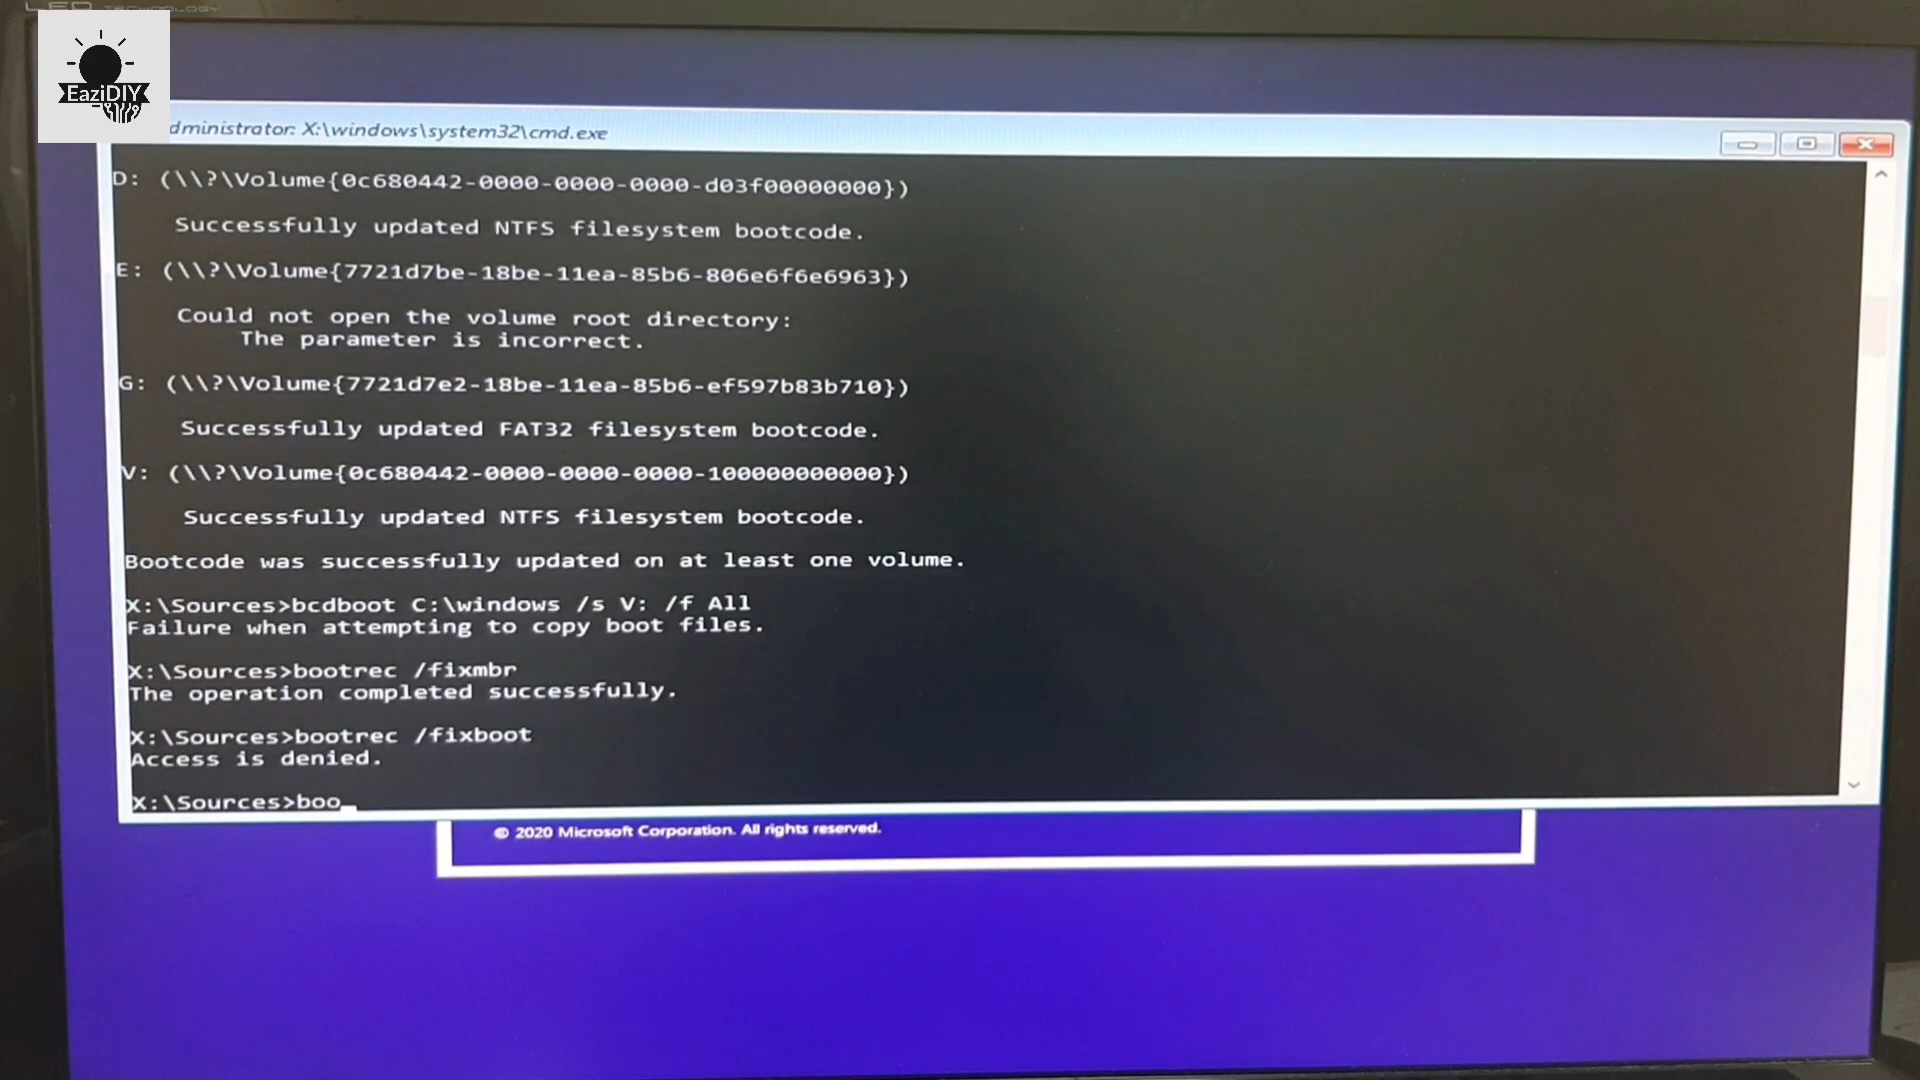 LED TECHNOLOGY
EaziDIY
dministrator: X:\windows\system32\cmd.exe
D: (\\?\Volume{0c680442-0000-0000-0000-d03f00000000})
Successfully updated NTFS filesystem bootcode.
E: (\\?\Volume{7721d7be-18be-11ea-85b6-806e6f6e6963})
Could not open the volume root directory:
The parameter is incorrect.
G: (\\?\Volume{7721d7e2-18be-11ea-85b6-ef597b83b710})
Successfully updated FAT32 filesystem bootcode.
V: (\\?\Volume{0c680442-0000-0000-0000-100000000000})
Successfully updated NTFS filesystem bootcode.
Bootcode was successfully updated on at least one volume.
X:\Sources>bcdboot C:\windows /s V: /f All
Failure when attempting to copy boot files.
X:\Sources>bootrec /fixmbr
The operation completed successfully.
X:\Sources>bootrec /fixboot
Access is denied.
X:\Sources>boo_
© 2020 Microsoft Corporation. All rights reserved.